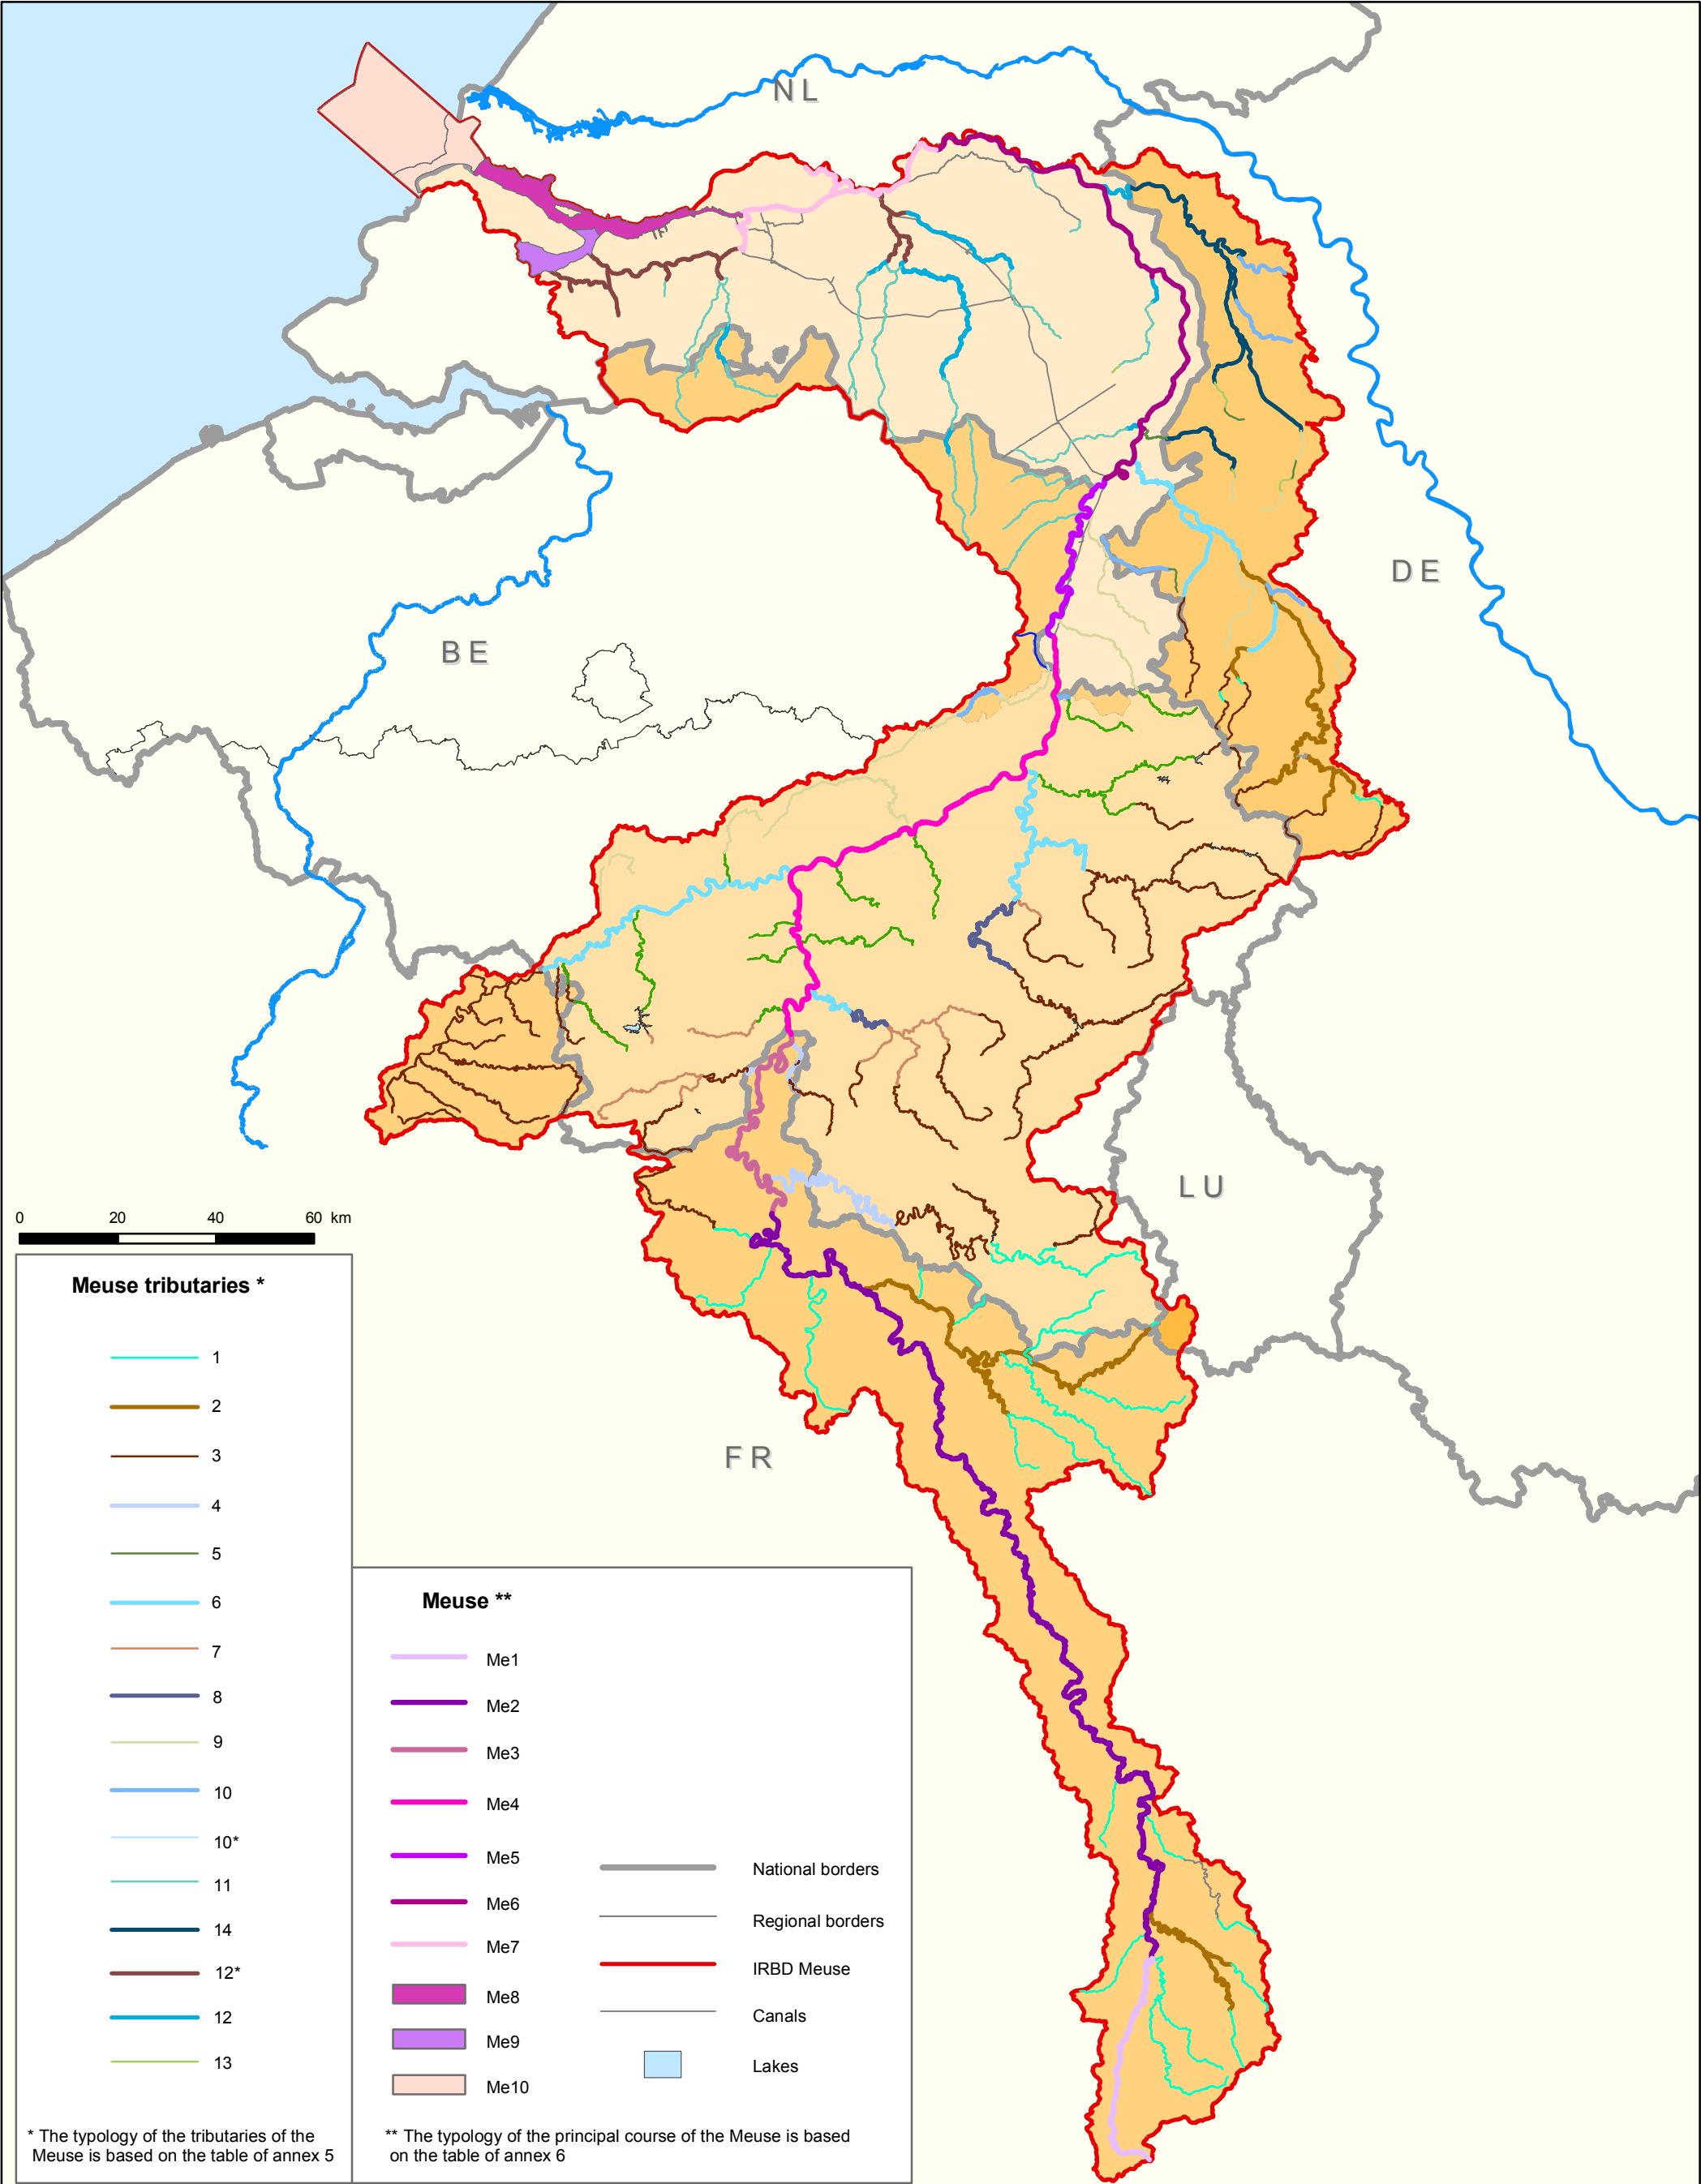 NL
DE
BE
LU
FR
0 20 40 60 km
Meuse tributaries *
1
2
3
4
5
6
7
8
9
10
10*
11
14
12*
12
13
* The typology of the tributaries of the
Meuse is based on the table of annex 5
Meuse **
Me1
Me2
Me3
Me4
Me5
Me6
Me7
Me8
Me9
Me10
National borders
Regional borders
IRBD Meuse
Canals
Lakes
** The typology of the principal course of the Meuse is based
on the table of annex 6